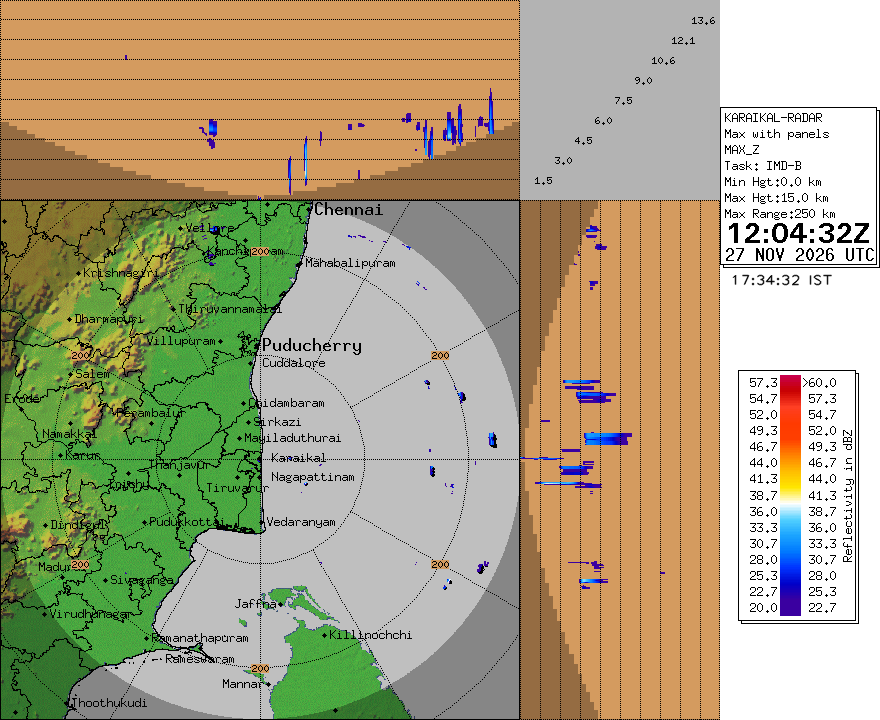 13.6
12.1
10.6
9.0
7.5
6.0
4.5
3.0
1.5
KARAIKAL-RADAR
Max with panels
MAX_Z
Task: IMD-B
Min Hgt:0.0 km
Max Hgt:15.0 km
Max Range:250 km
12:04:32Z
27 NOV 2026 UTC
17:34:32 IST
Chennai
Vellore
200
Mahabalipuram
Krishnagiri
Thiruvannamalai
Dharmapuri
Villupuram
Puducherry
200
200
Cuddalore
Salem
Erode
Chidambaram
Perambalur
Sirkazi
Namakkal
Mayiladuthurai
Karur
Karaikal
Thanjavur
Nagapattinam
Tiruvarur
Dindigul
Pudukkottai
Vedaranyam
200
200
Sivaganga
Jaffna
Virudhunagar
Ramanathapuram
Killinochchi
Rameswaram
200
Mannar
Thoothukudi
57.3 >60.0
54.7 57.3
52.0 54.7
49.3 52.0
46.7 49.3
44.0 46.7
41.3 44.0
38.7 41.3
36.0 38.7
33.3 36.0
30.7 33.3
28.0 30.7
25.3 28.0
22.7 25.3
20.0 22.7
Reflectivity in dBZ